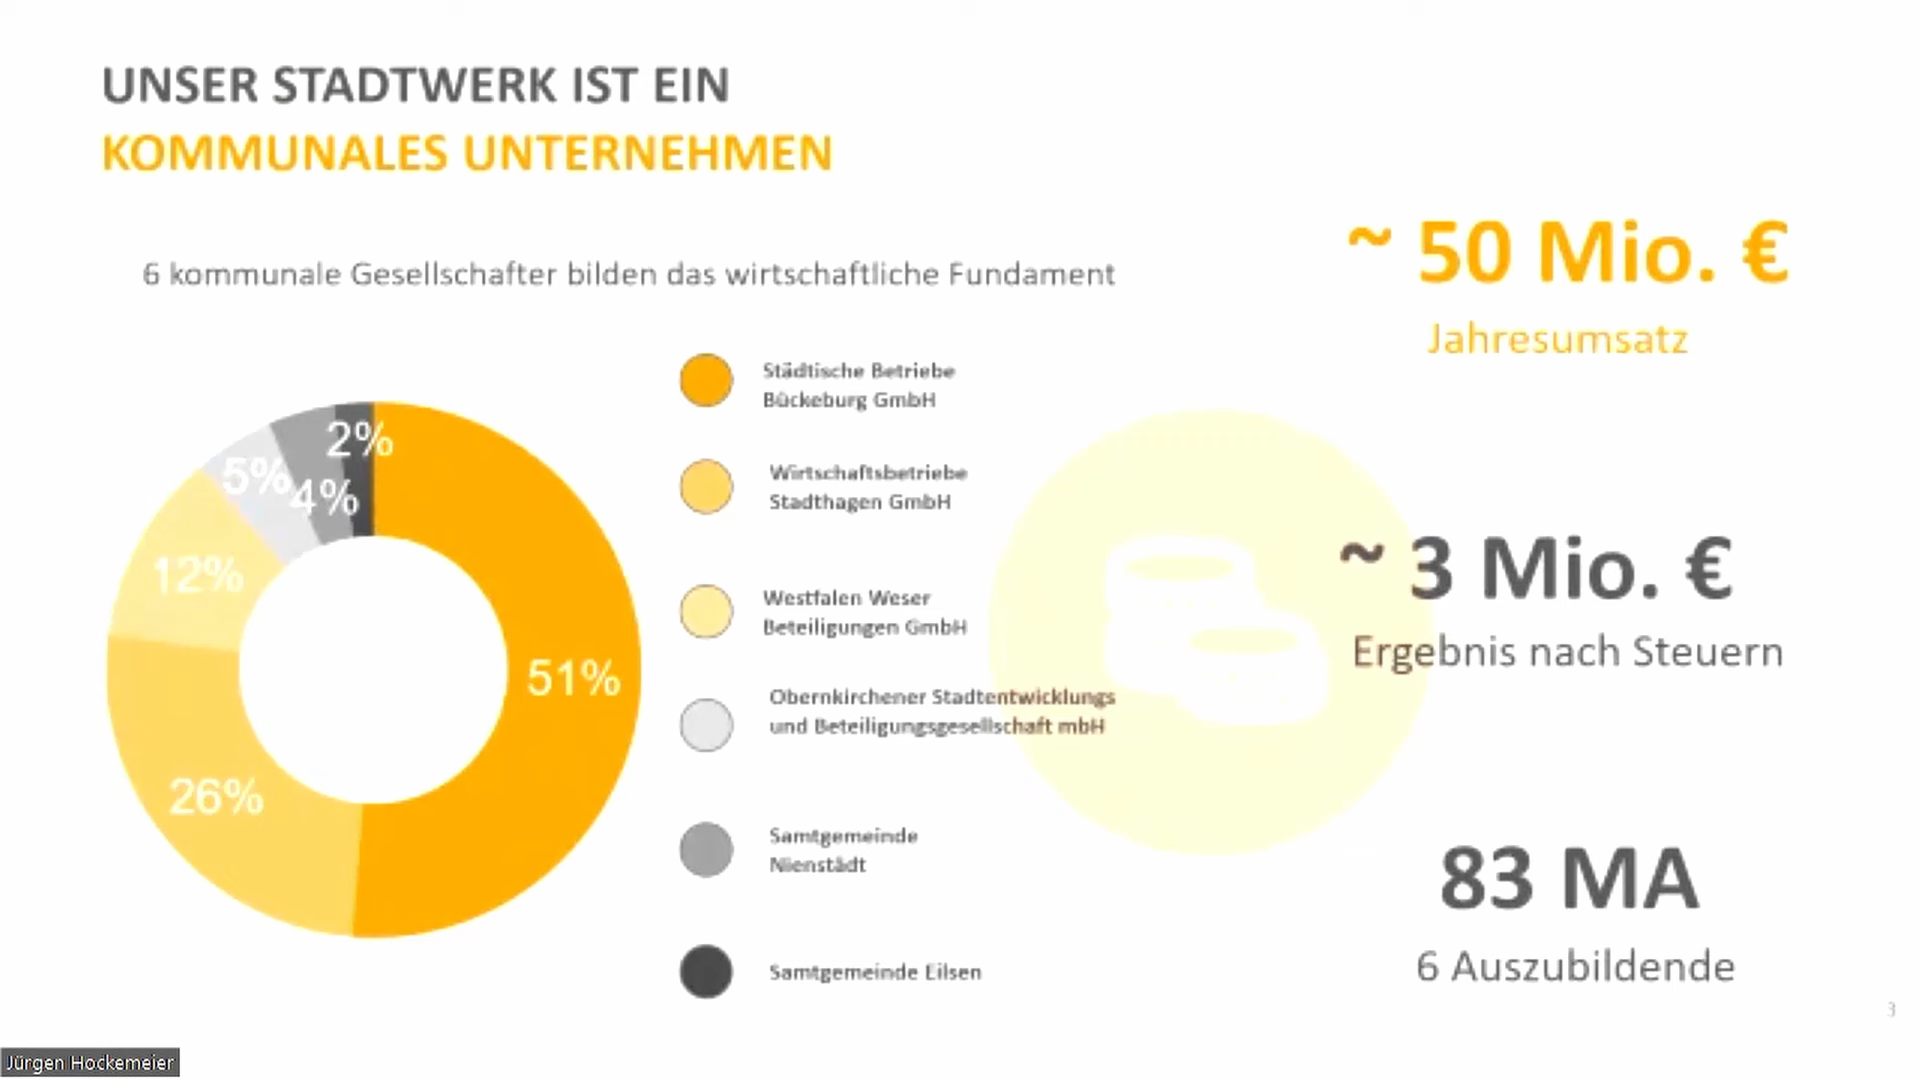 UNSER STADTWERK IST EIN
KOMMUNALES UNTERNEHMEN
6 kommunale Gesellschafter bilden das wirtschaftliche Fundament
51%
26%
12%
5%
4%
2%
Städtische Betriebe
Bückeburg GmbH
Wirtschaftsbetriebe
Stadthagen GmbH
Westfalen Weser
Beteiligungen GmbH
Obernkirchener Stadtentwicklungs
und Beteiligungsgesellschaft mbH
Samtgemeinde
Nienstädt
Samtgemeinde Eilsen
~ 50 Mio. €
Jahresumsatz
~ 3 Mio. €
Ergebnis nach Steuern
83 MA
6 Auszubildende
3
Jürgen Hockemeier